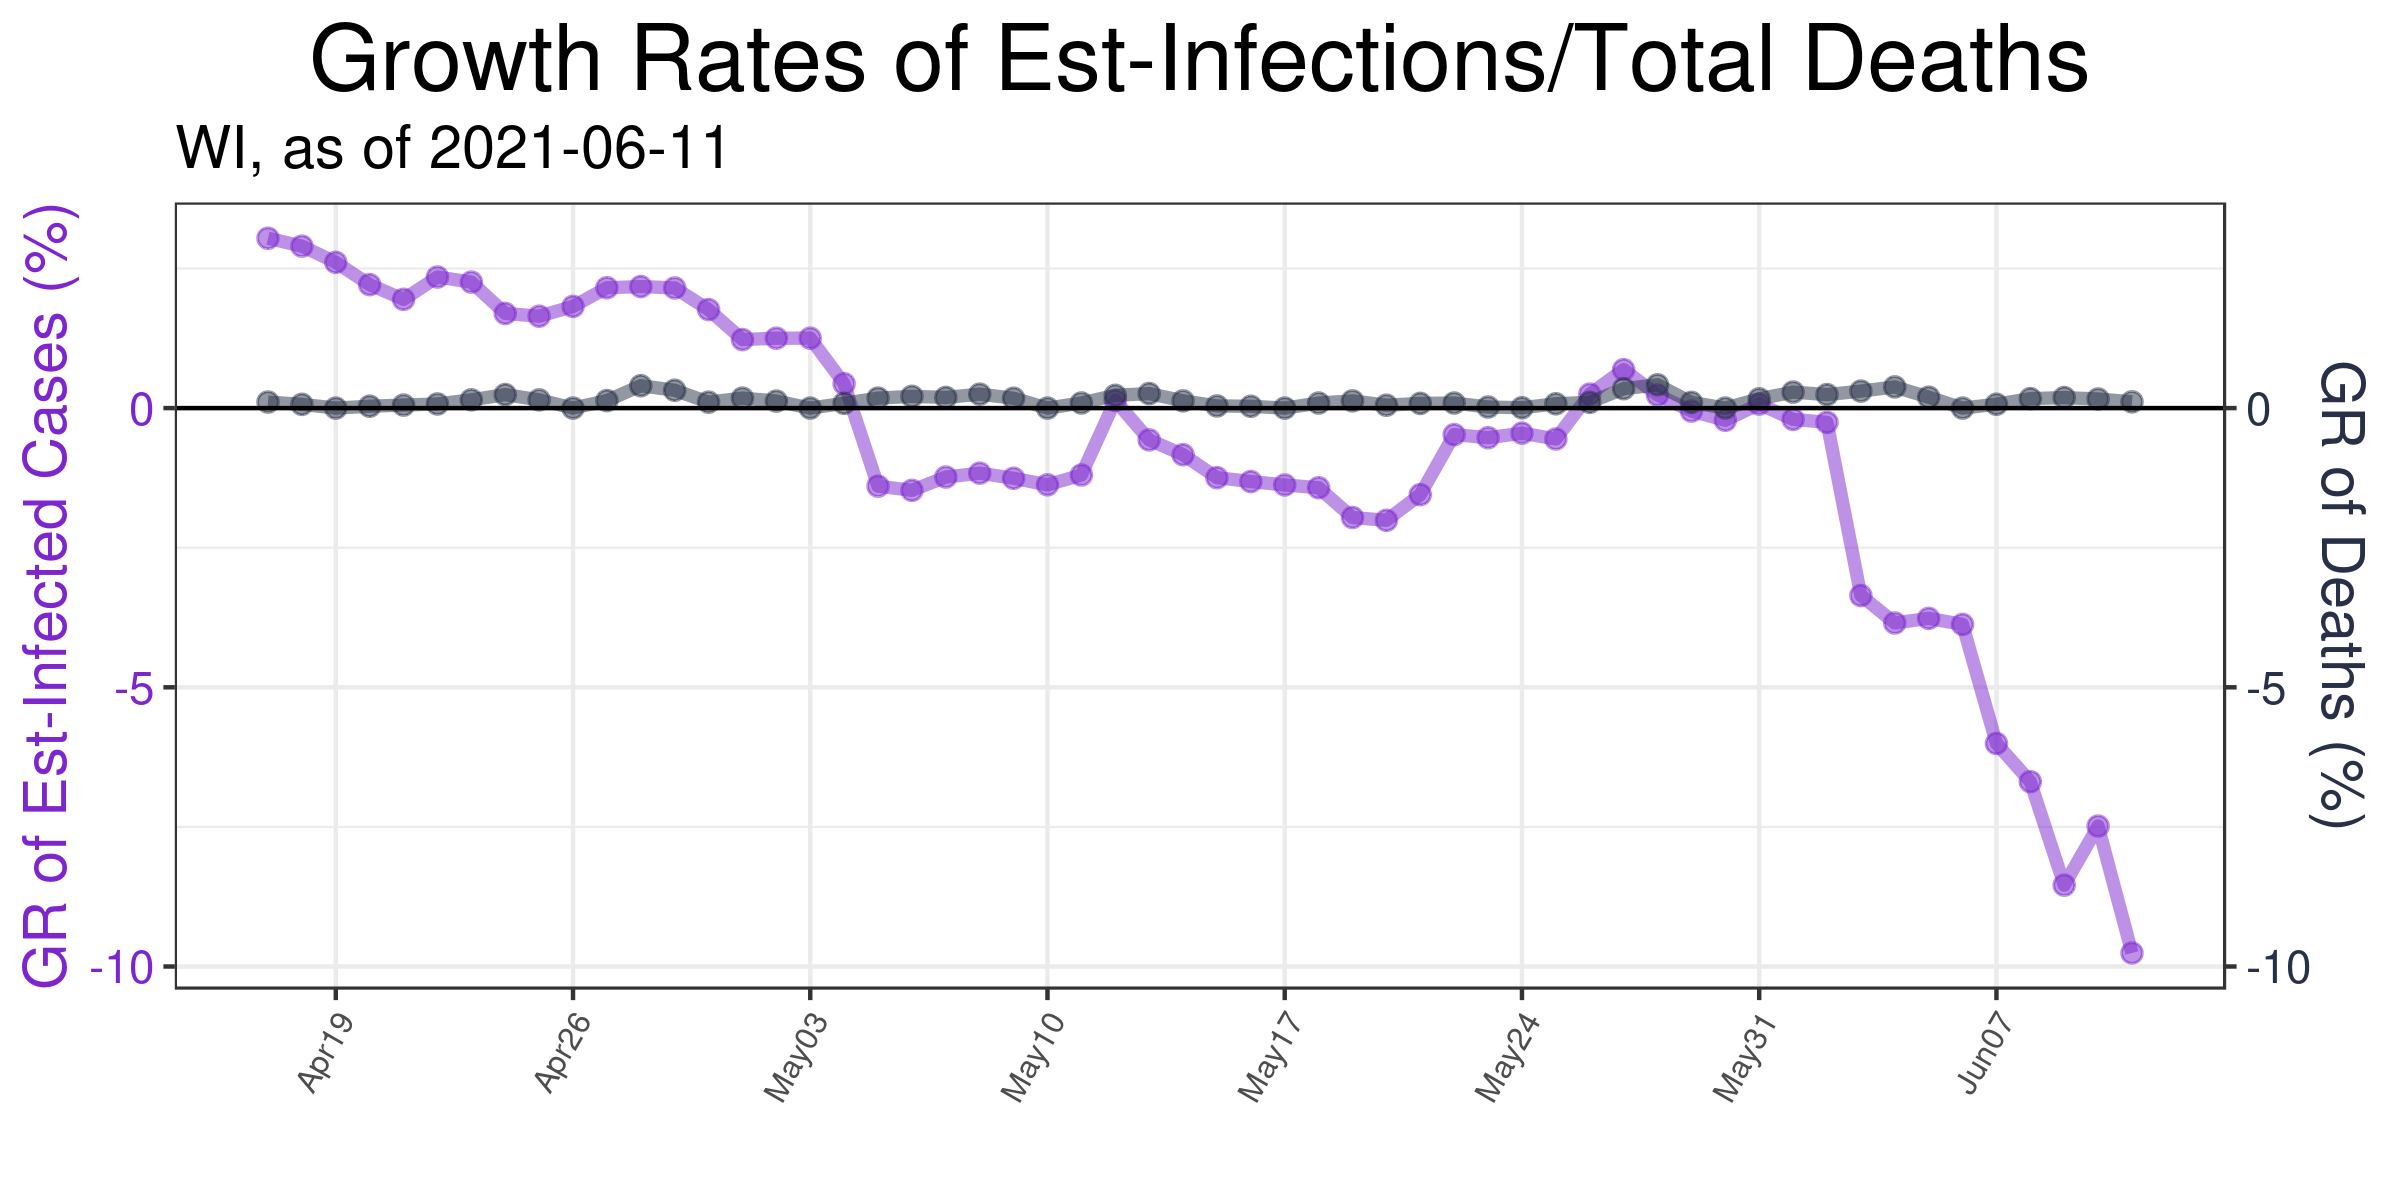 Growth Rates of Est-Infections/Total Deaths
WI, as of 2021-06-11
GR of Est-Infected Cases (%)
0
-5
-10
0
-5
-10
GR of Deaths (%)
Apr19
Apr26
May03
May10
May17
May24
May31
Jun07